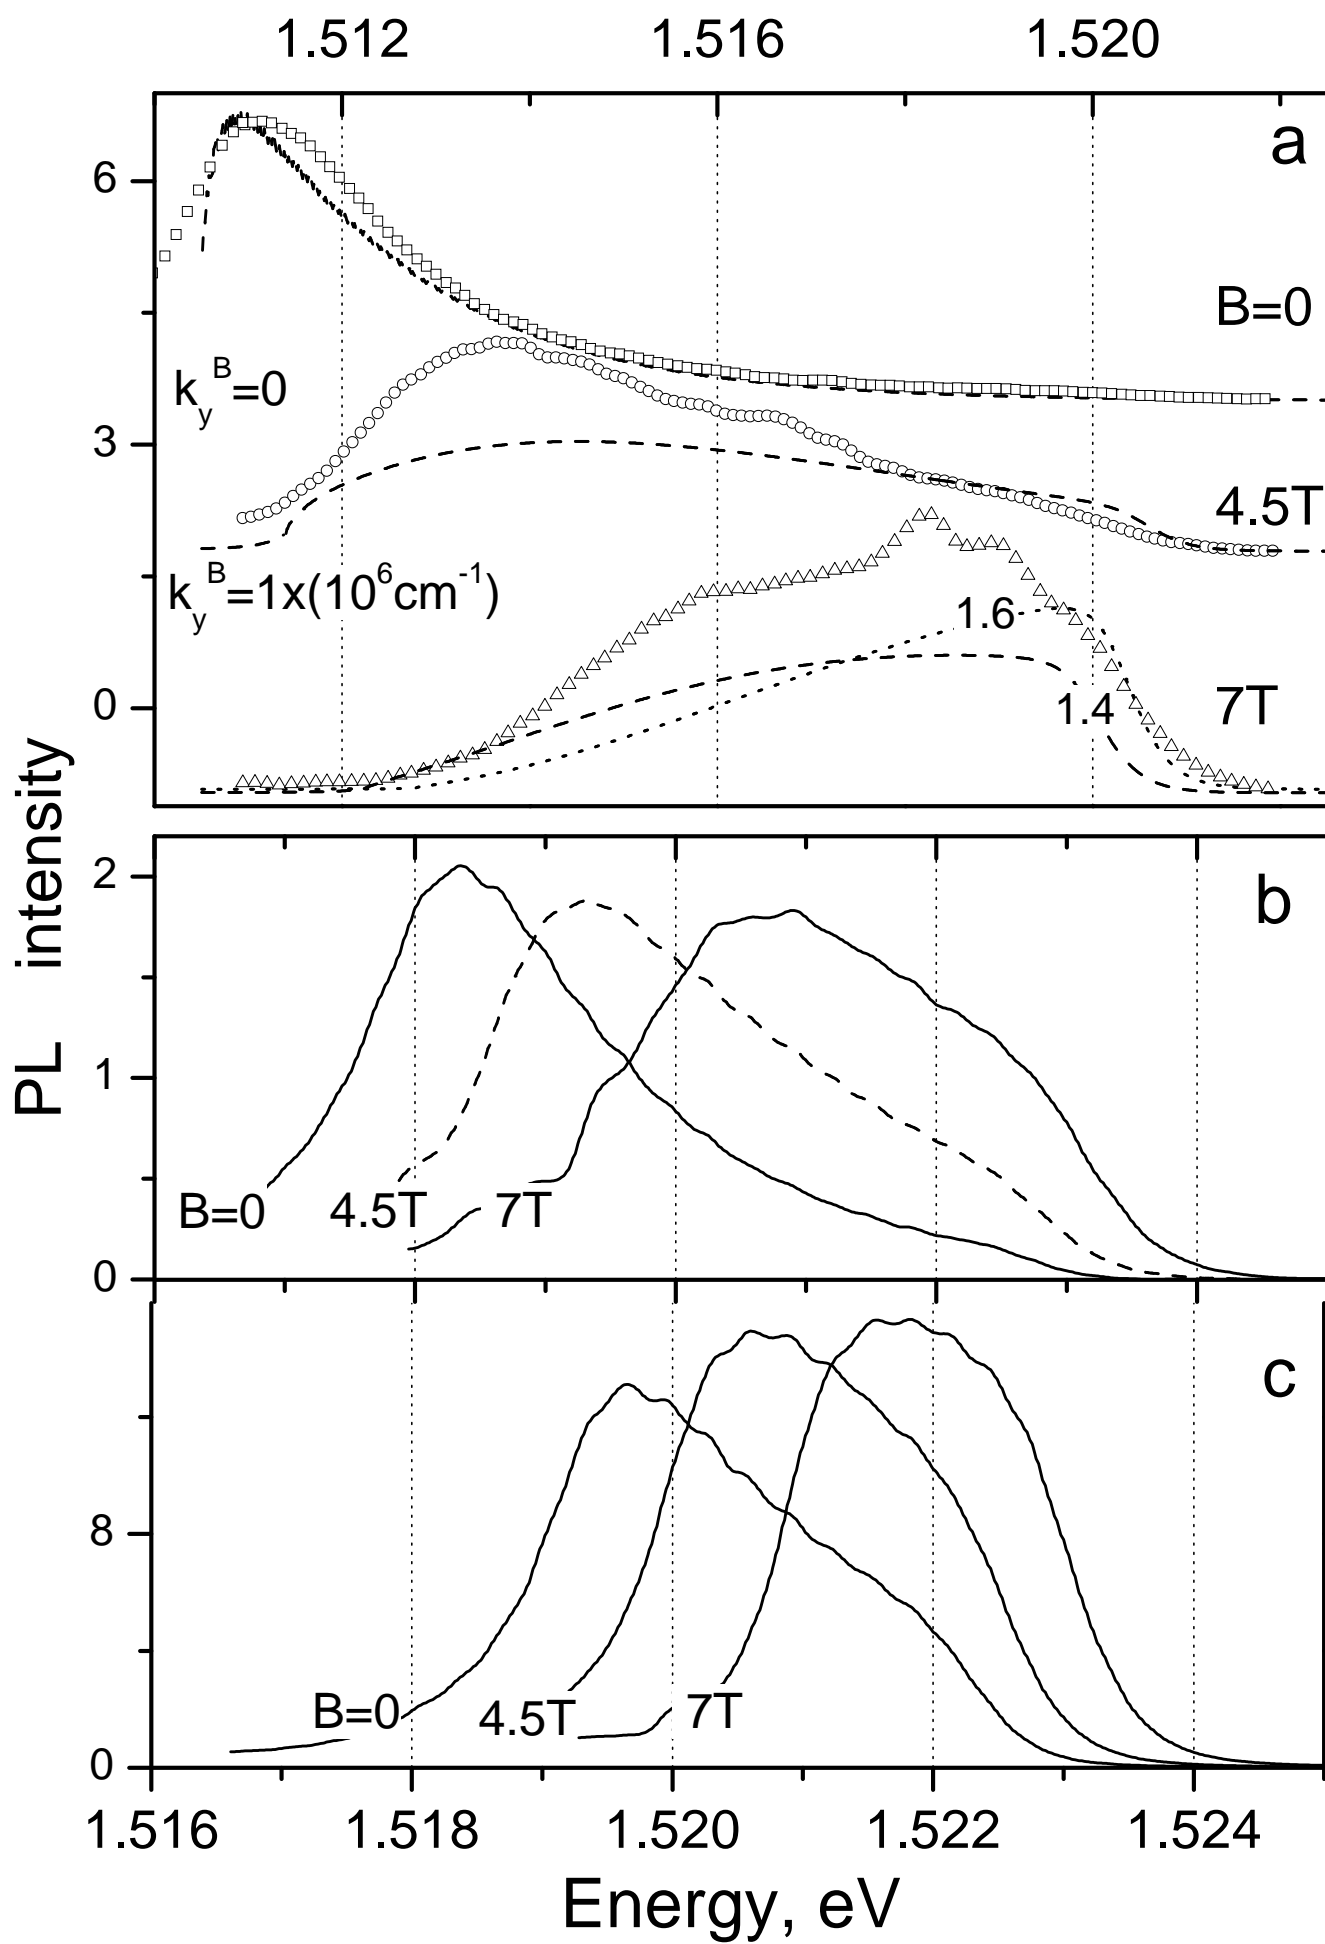 1.512 1.516 1.520
a
6
B=0
k_y^B=0
3
4.5T
k_y^B=1x(10^6cm^-1)
1.6
0
1.4
7T
PL intensity
2
b
1
B=0
4.5T
7T
0
c
8
B=0
4.5T
7T
0
1.516 1.518 1.520 1.522 1.524
Energy, eV